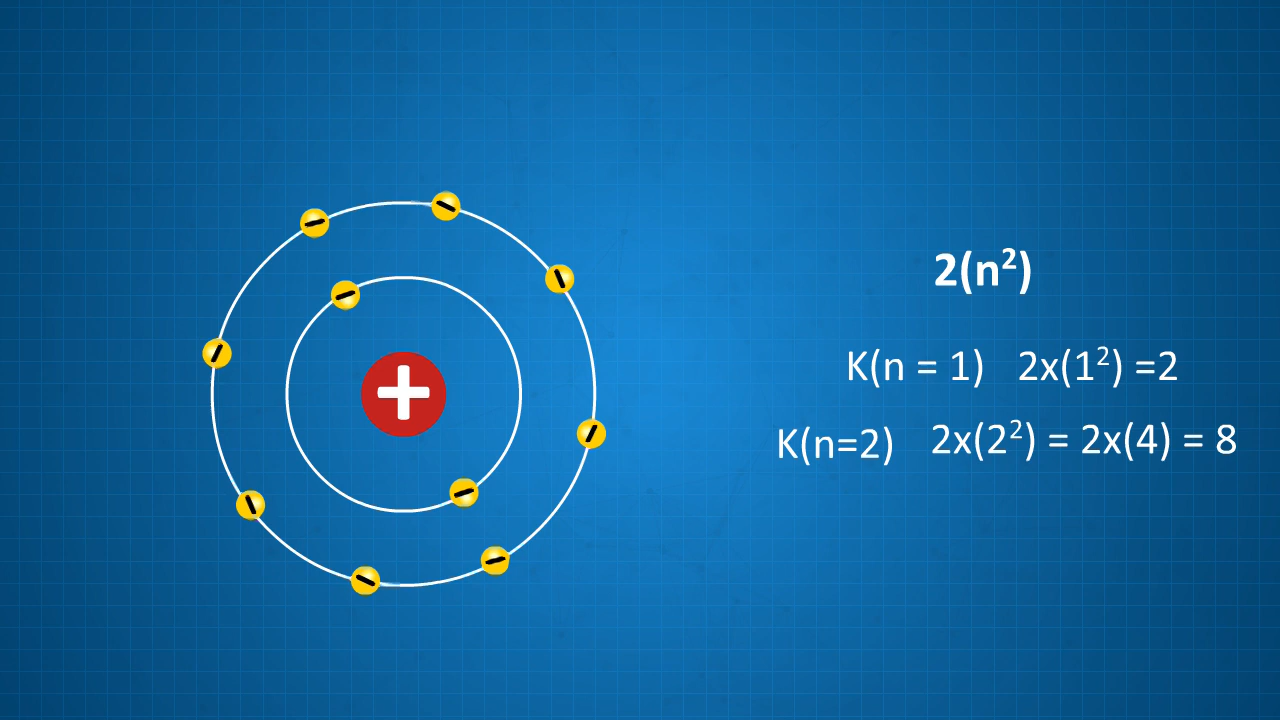 2(n²)
K(n = 1) 2x(1²) =2
K(n=2) 2x(2²) = 2x(4) = 8